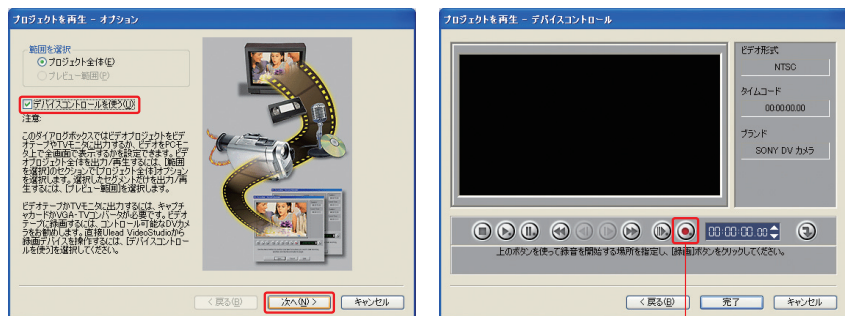 プロジェクトを再生 - オプション
範囲を選択
プロジェクト全体(E)
プレビュー範囲(P)
デバイスコントロールを使う(U)
注意:
このダイアログボックスではビデオプロジェクトをビデ
オテープやTVモニタに出力するか、ビデオをPCモニ
タ上で全画面で表示するかを設定できます。ビデ
オプロジェクト全体を出力/再生するには、[範囲
を選択]のセクションで[プロジェクト全体]オプション
を選択します。選択したセグメントだけを出力/再
生するには、[プレビュー範囲]を選択します。
ビデオテープかTVモニタに出力するには、キャプチ
ャカードかVGA-TVコンバータが必要です。ビデオ
テープに録画するには、コントロール可能なDVカメ
ラをお勧めします。直接Ulead VideoStudioから
録画デバイスを操作するには、[デバイスコントロー
ルを使う]を選択してください。
< 戻る(B)
次へ(N) >
キャンセル
プロジェクトを再生 - デバイスコントロール
ビデオ形式
NTSC
タイムコード
00:00:00.00
ブランド
SONY DV カメラ
00:00:00.00
上のボタンを使って録音を開始する場所を指定し、[録画]ボタンをクリックしてください。
< 戻る(B)
完了
キャンセル